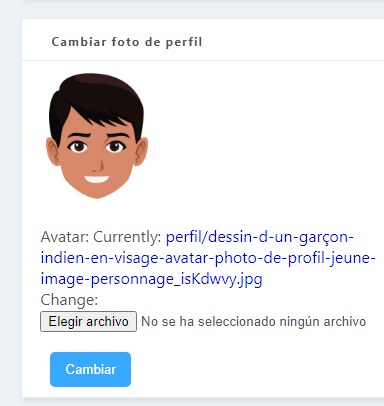 Cambiar foto de perfil
Avatar: Currently: perfil/dessin-d-un-garçon-
indien-en-visage-avatar-photo-de-profil-jeune-
image-personnage_isKdwvy.jpg
Change:
Elegir archivo No se ha seleccionado ningún archivo
Cambiar